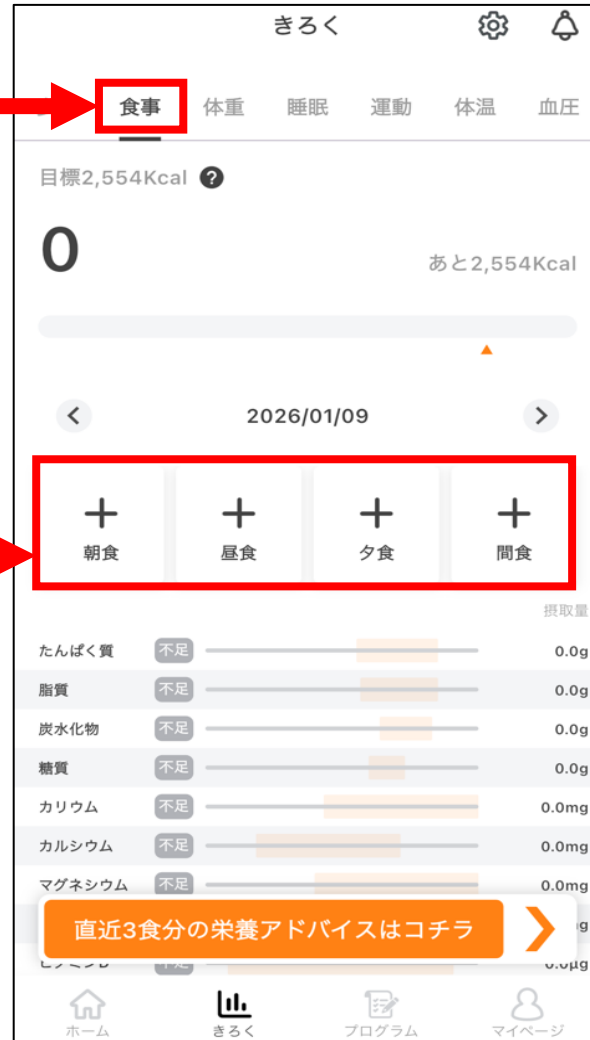 きろく
食事 体重 睡眠 運動 体温 血圧
目標2,554Kcal ?
0
あと2,554Kcal
2026/01/09
朝食 昼食 夕食 間食
摂取量
たんぱく質 不足 0.0g
脂質 不足 0.0g
炭水化物 不足 0.0g
糖質 不足 0.0g
カリウム 不足 0.0mg
カルシウム 不足 0.0mg
マグネシウム 不足 0.0mg
直近3食分の栄養アドバイスはコチラ
0.0μg
ホーム きろく プログラム マイページ